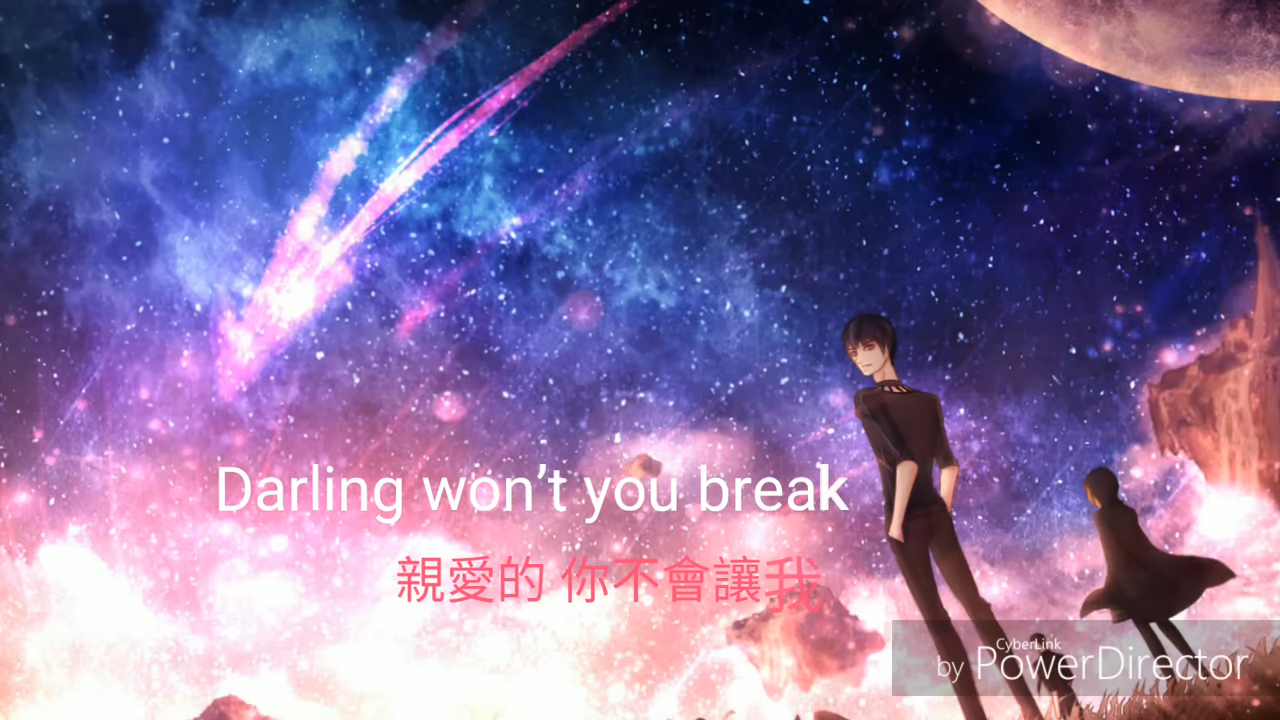 Darling won’t you break
親愛的 你不會讓我
CyberLink
by PowerDirector